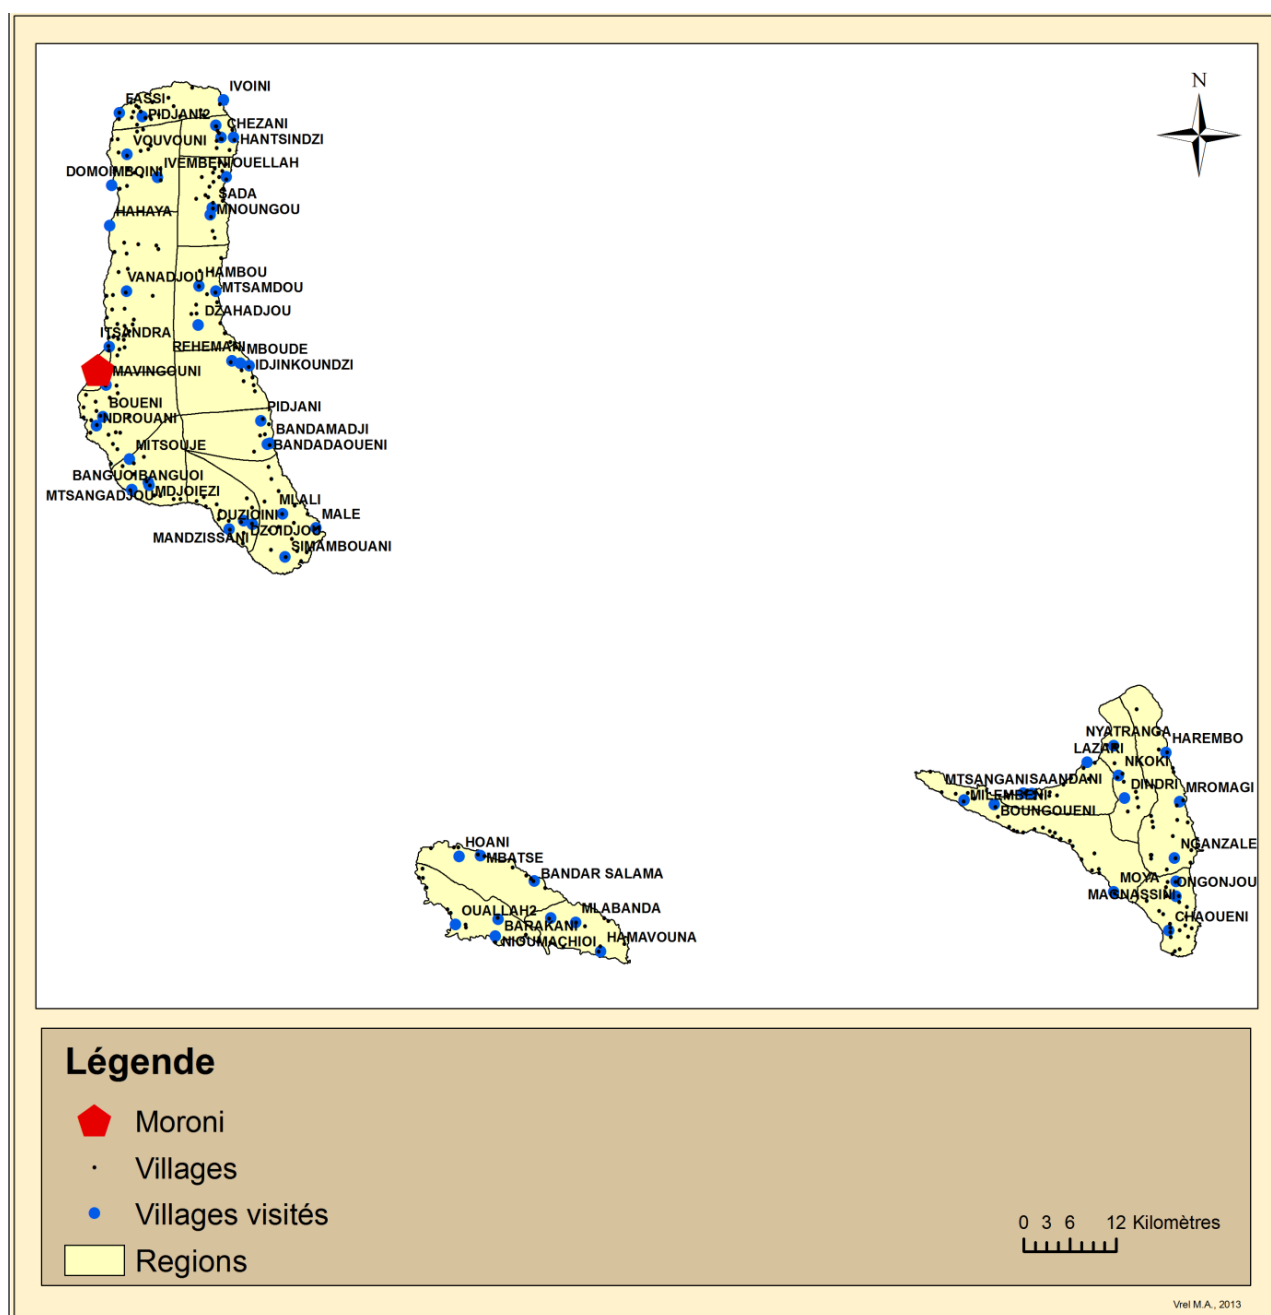 N
IVOINI
FASSI
PIDJANI2
CHEZANI
HANTSINDZI
VOUVOUNI
IVEMBENI
OUELLAH
DOMOIMBOINI
SADA
MNOUNGOU
HAHAYA
HAMBOU
VANADJOU
MTSAMDOU
DZAHADJOU
ITSANDRA
REHEMANI
MBOUDE
IDJINKOUNDZI
MAVINGOUNI
BOUENI
PIDJANI
NDROUANI
BANDAMADJI
MITSOUJE
BANDADAOUENI
BANGUOI
BANGUOI
MTSANGADJOU
MDJOIEZI
MLALI
OUZIOINI
MALE
MANDZISSANI
DZOIDJOU
SIMAMBOUANI
NYATRANGA
HAREMBO
LAZARI
NKOKI
MTSANGANI
SAANDANI
DINDRI
MROMAGI
MILEMBENI
BOUNGOUENI
HOANI
NGANZALE
MBATSE
BANDAR SALAMA
MOYA
ONGONJOU
MAGNASSINI
OUALLAH2
MLABANDA
CHAOUENI
BARAKANI
NIOUMACHIOI
HAMAVOUNA
Légende
Moroni
Villages
Villages visités
Regions
0 3 6 12 Kilomètres
Vrel M.A., 2013